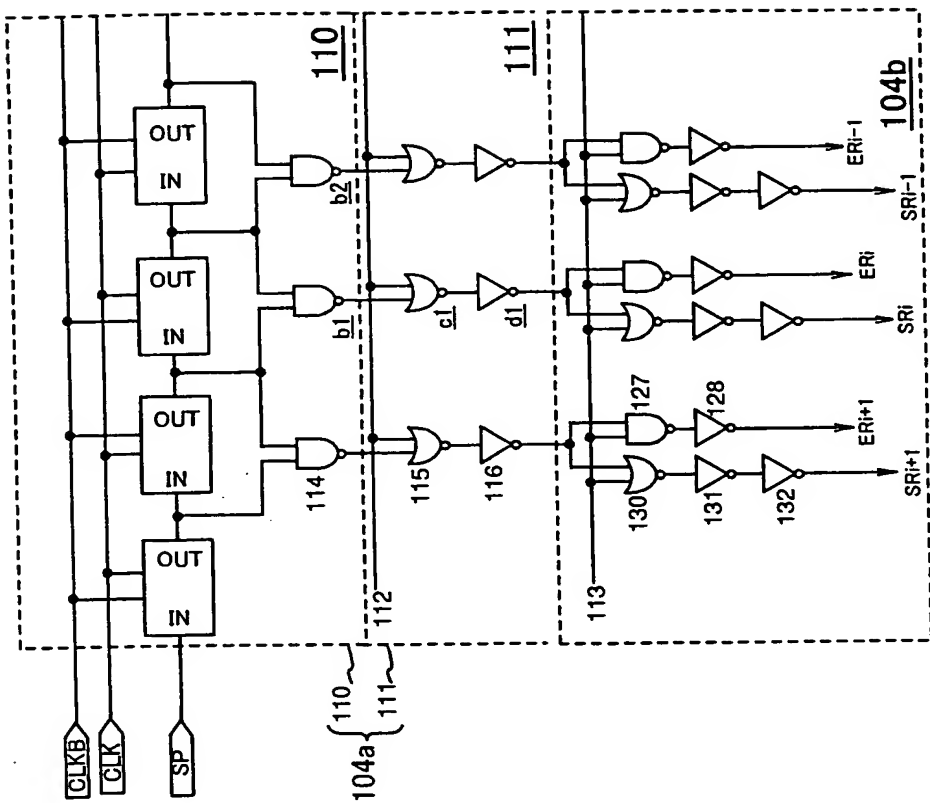 CLKB
CLK
SP
OUT
OUT
OUT
OUT
IN
IN
IN
IN
110
114
b1
b2
112
110
111
104a
115
c1
116
d1
111
113
130
127
131
128
132
104b
SRi+1
ERi+1
SRi
ERi
SRi-1
ERi-1